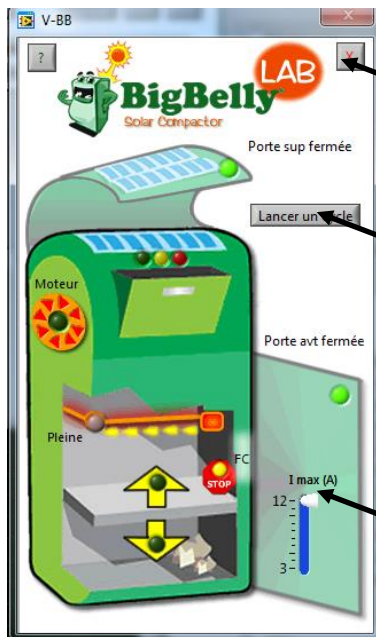 V-BB
?
X
LAB
BigBelly
Solar Compactor
Porte sup fermée
Lancer un cycle
Moteur
Porte avt fermée
Pleine
FC
STOP
I max (A)
12
3